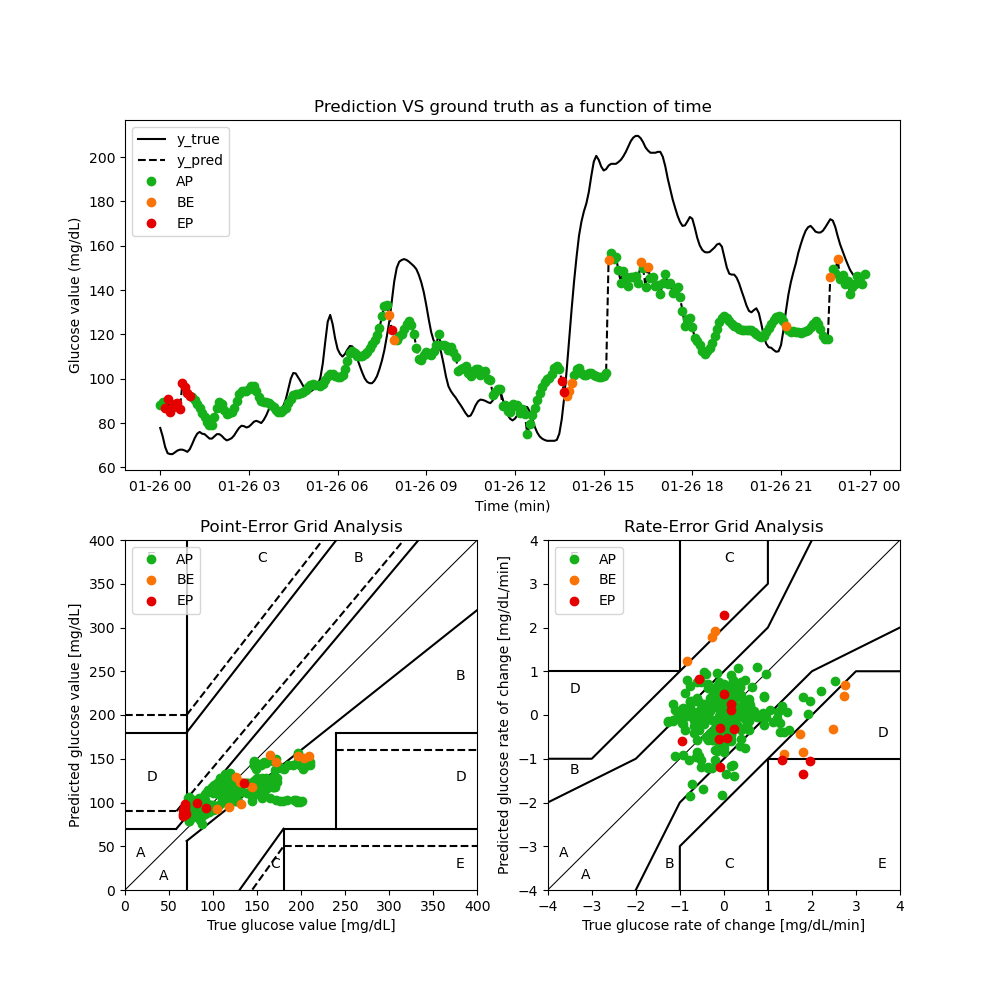 Prediction VS ground truth as a function of time
Glucose value (mg/dL)
200
180
160
140
120
100
80
60
y_true
y_pred
AP
BE
EP
01-26 00 01-26 03 01-26 06 01-26 09 01-26 12 01-26 15 01-26 18 01-26 21 01-27 00
Time (min)
Point-Error Grid Analysis
Predicted glucose value [mg/dL]
400
350
300
250
200
150
100
50
0
AP
BE
EP
C B
B
D D
A
A C E
0 50 100 150 200 250 300 350 400
True glucose value [mg/dL]
Rate-Error Grid Analysis
Predicted glucose rate of change [mg/dL/min]
4
3
2
1
0
−1
−2
−3
−4
AP
BE
EP
C
D
D
B
A
A B C E
−4 −3 −2 −1 0 1 2 3 4
True glucose rate of change [mg/dL/min]